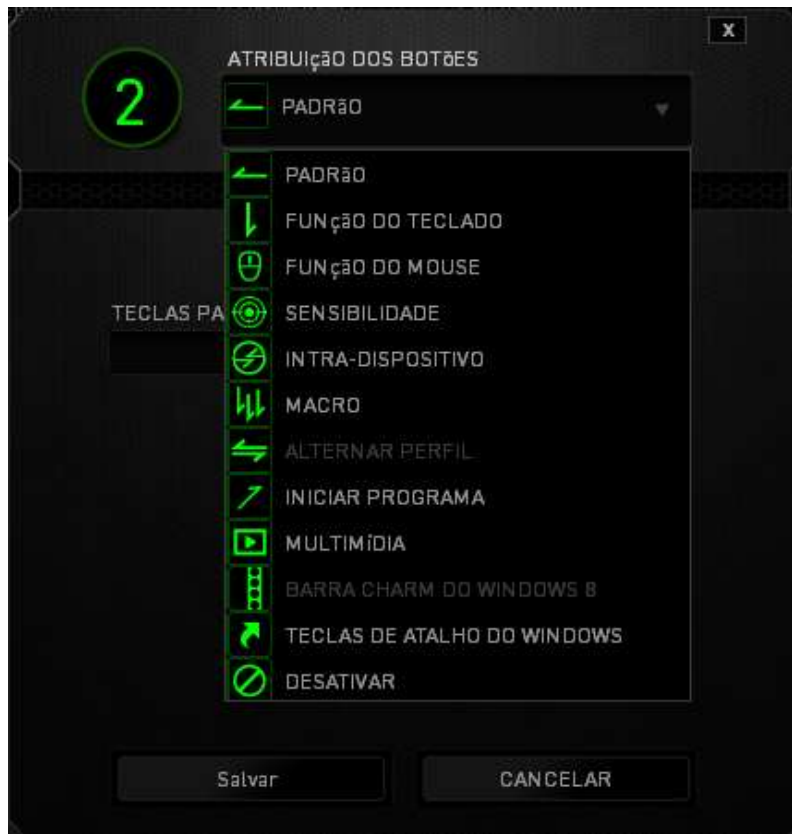 X
ATRIBUIçãO DOS BOTõES
2
PADRãO
PADRãO
FUNçãO DO TECLADO
FUNçãO DO MOUSE
TECLAS PA
SENSIBILIDADE
INTRA-DISPOSITIVO
MACRO
ALTERNAR PERFIL
INICIAR PROGRAMA
MULTIMíDIA
BARRA CHARM DO WINDOWS 8
TECLAS DE ATALHO DO WINDOWS
DESATIVAR
Salvar
CANCELAR